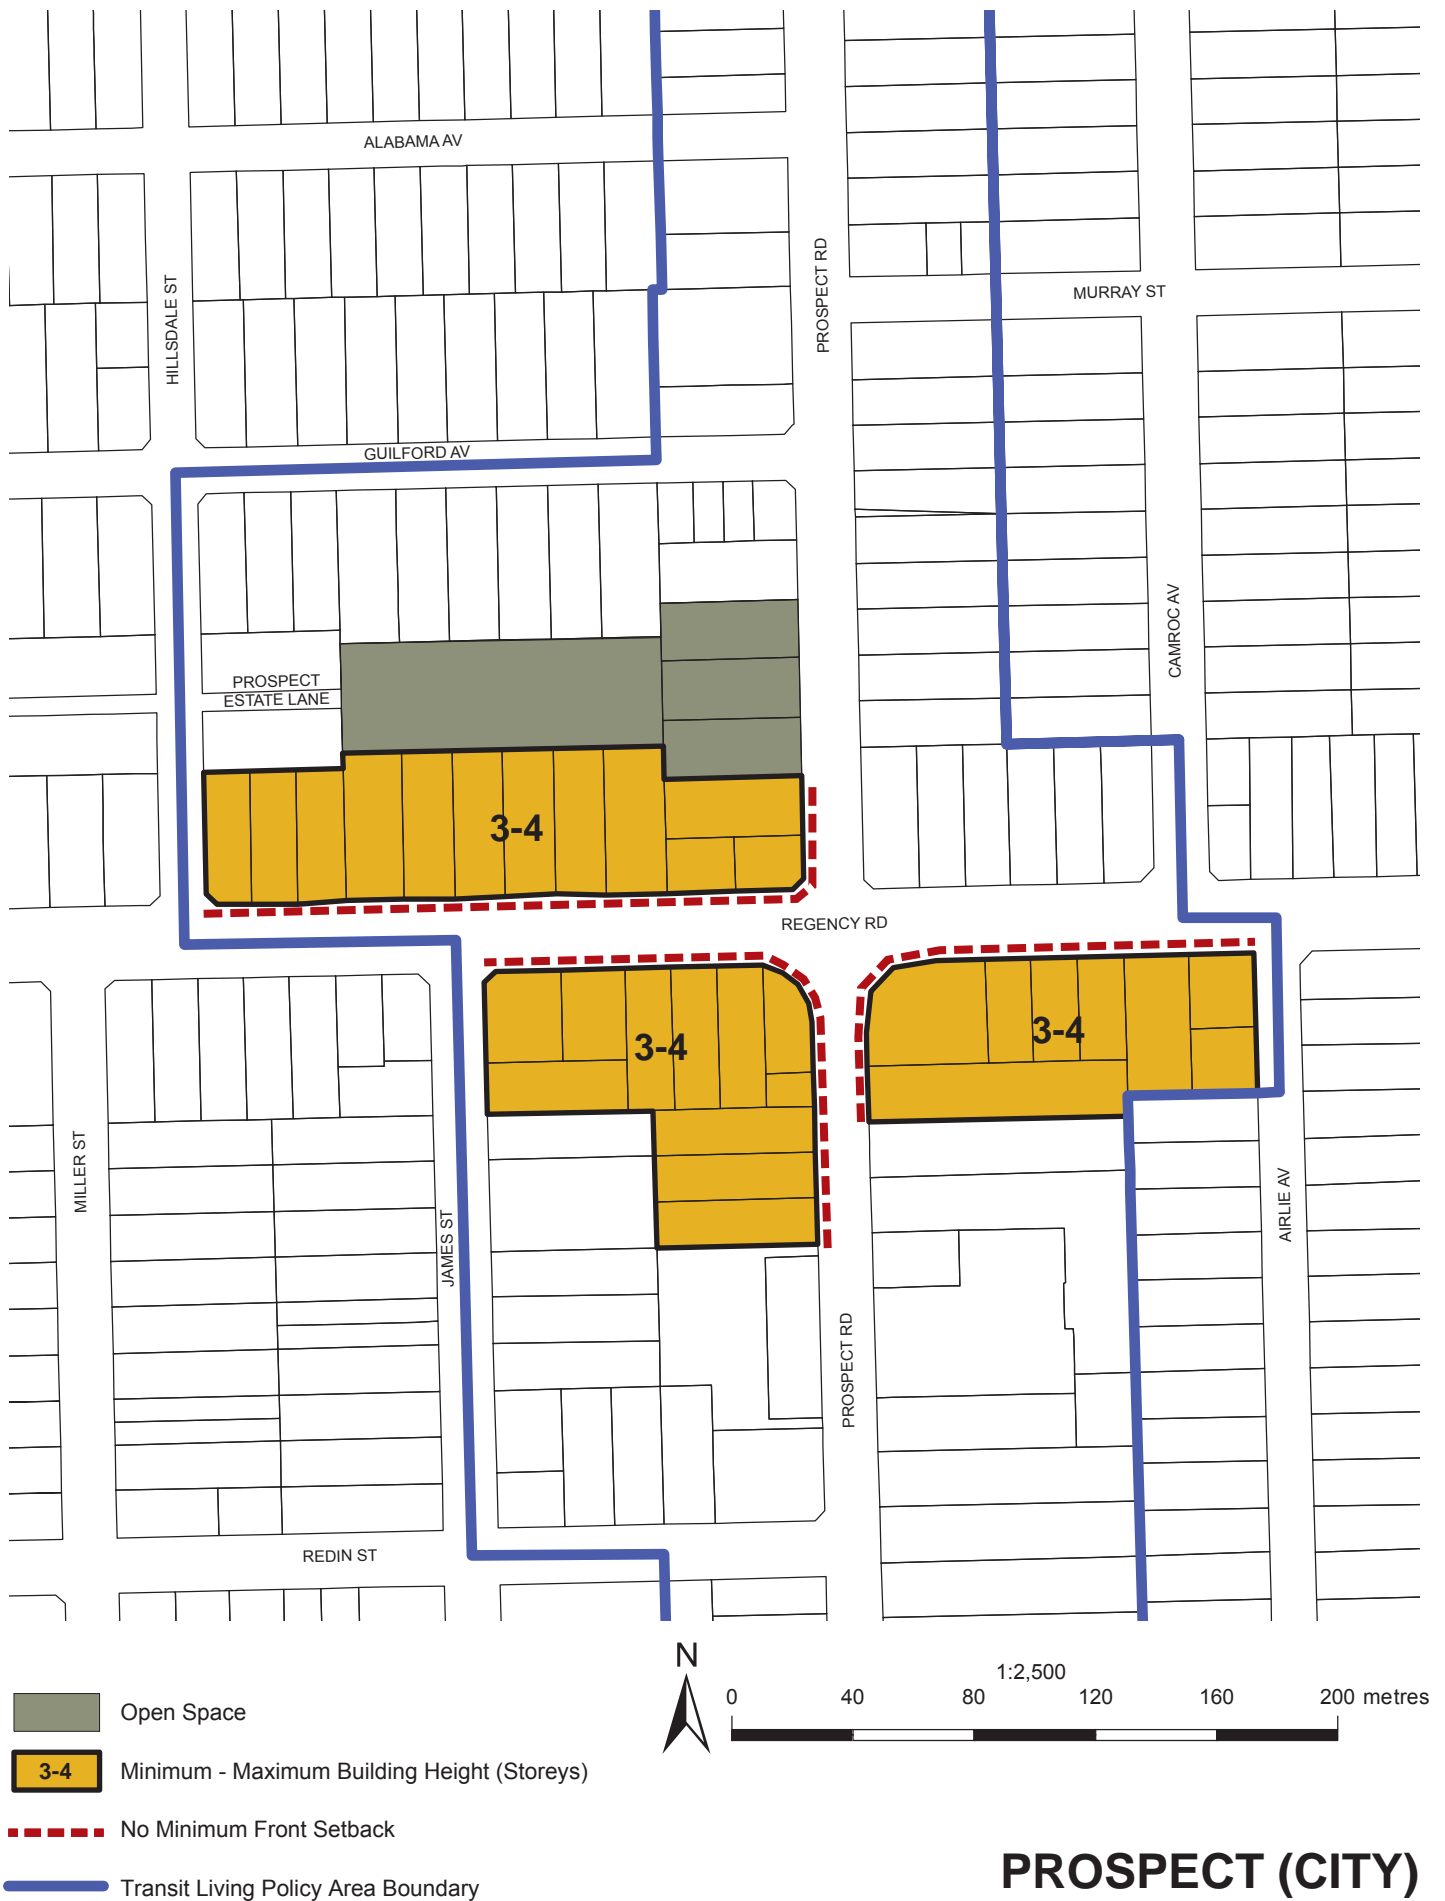 ALABAMA AV
HILLSDALE ST
PROSPECT RD
MURRAY ST
GUILFORD AV
CAMROC AV
PROSPECT
ESTATE LANE
3-4
REGENCY RD
3-4
3-4
MILLER ST
JAMES ST
AIRLIE AV
PROSPECT RD
REDIN ST
N
1:2,500
0 40 80 120 160 200 metres
Open Space
3-4 Minimum - Maximum Building Height (Storeys)
No Minimum Front Setback
Transit Living Policy Area Boundary
PROSPECT (CITY)